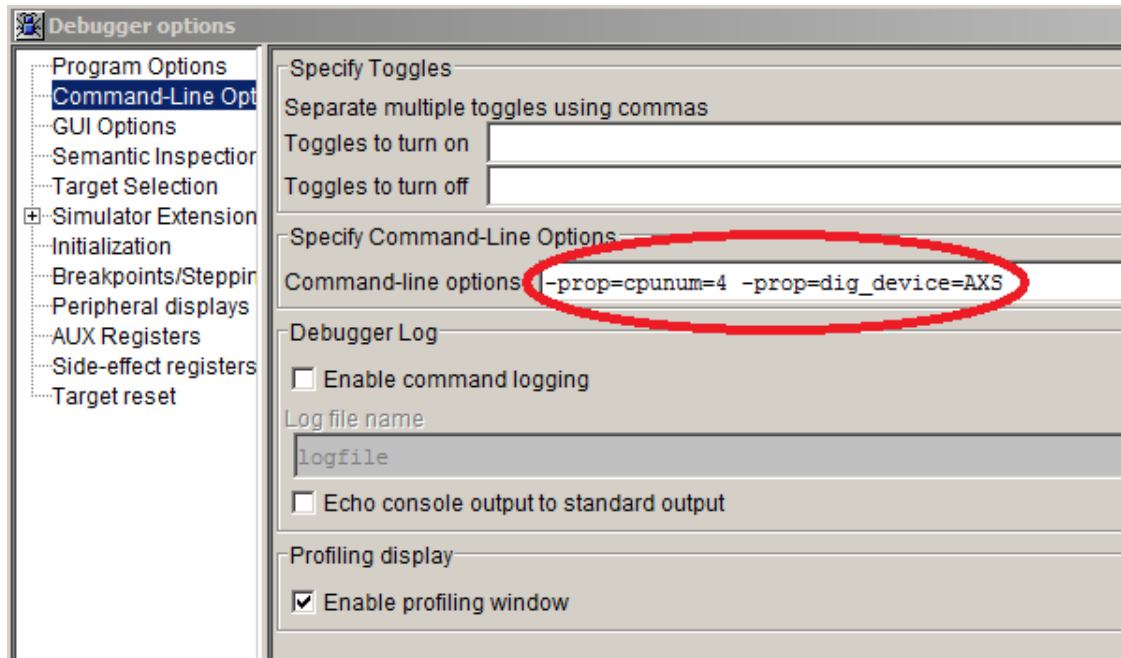 Debugger options
Program Options
Command-Line Opt
GUI Options
Semantic Inspection
Target Selection
Simulator Extension
Initialization
Breakpoints/Steppin
Peripheral displays
AUX Registers
Side-effect registers
Target reset
Specify Toggles
Separate multiple toggles using commas
Toggles to turn on
Toggles to turn off
Specify Command-Line Options
Command-line options -prop=cpunum=4 -prop=dig_device=AXS
Debugger Log
Enable command logging
Log file name
logfile
Echo console output to standard output
Profiling display
Enable profiling window